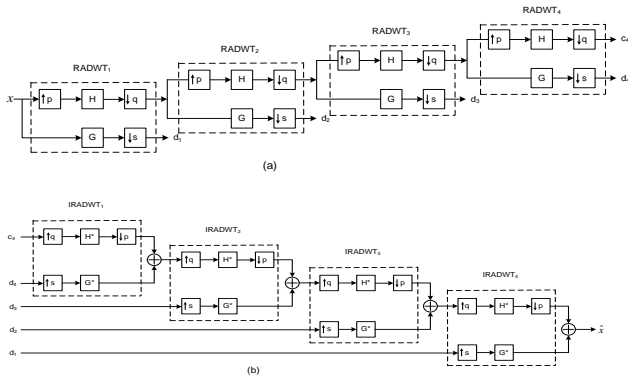 RADWT4
↑p H ↓q c4
G ↓s d4
RADWT3
↑p H ↓q
G ↓s d3
RADWT2
↑p H ↓q
G ↓s d2
RADWT1
x ↑p H ↓q
G ↓s d1
(a)
IRADWT1
c4 ↑q H* ↓p
d4 ↑s G*
IRADWT2
↑q H* ↓p
d3 ↑s G*
IRADWT3
↑q H* ↓p
d2 ↑s G*
IRADWT4
↑q H* ↓p
x̂
d1 ↑s G*
(b)